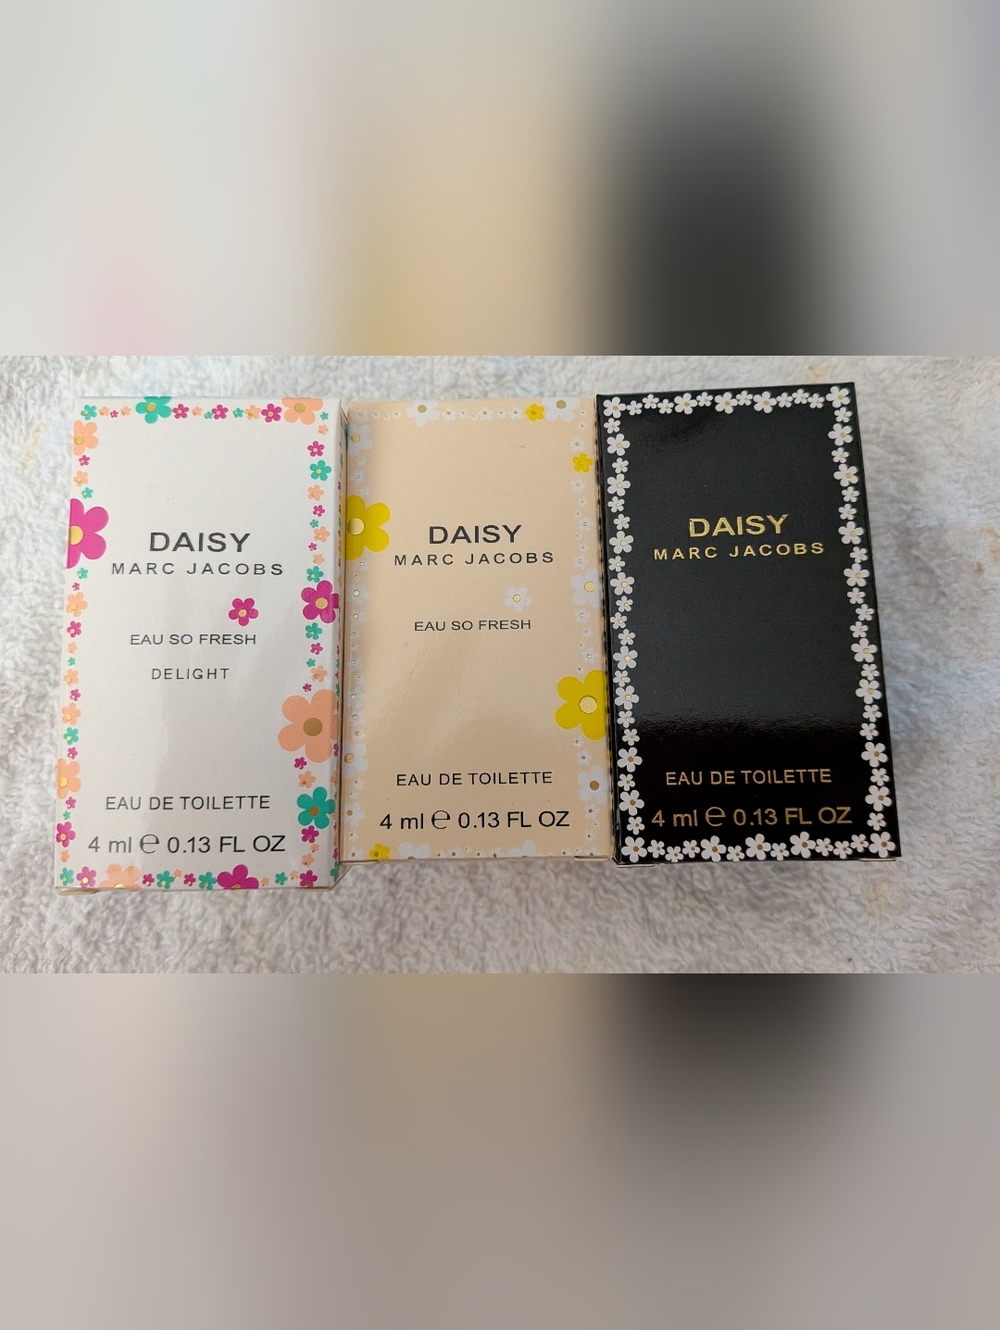 DAISY
MARC JACOBS
EAU SO FRESH
DELIGHT
EAU DE TOILETTE
4 ml ℮ 0.13 FL OZ
DAISY
MARC JACOBS
EAU SO FRESH
EAU DE TOILETTE
4 ml ℮ 0.13 FL OZ
DAISY
MARC JACOBS
EAU DE TOILETTE
4 ml ℮ 0.13 FL OZ